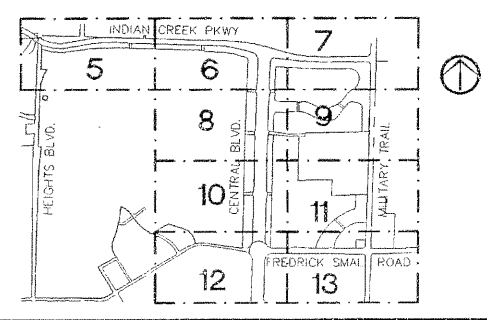 INDIAN CREEK PKWY
7
5
6
8
9
HEIGHTS BLVD.
CENTRAL BLVD.
MILITARY TRAIL
10
11
FREDRICK SMALL ROAD
12
13